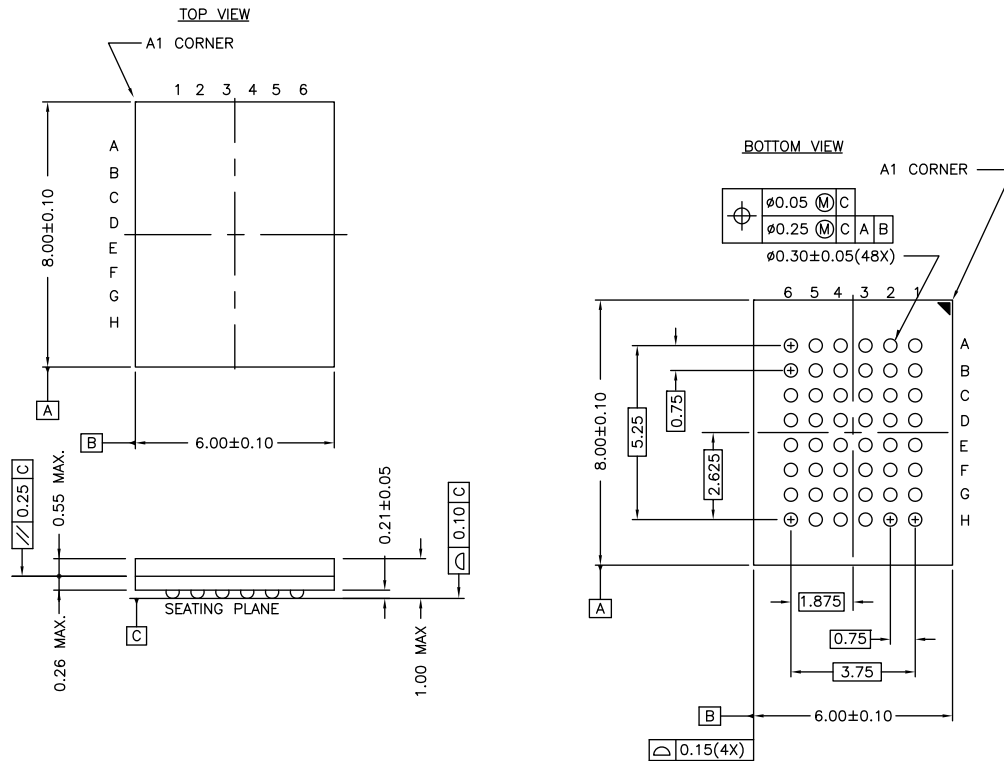 TOP VIEW
A1 CORNER
1 2 3 4 5 6
A
B
C
D
E
F
G
H
8.00±0.10
A
B
6.00±0.10
// 0.25 C
0.55 MAX.
0.21±0.05
⌓ 0.10 C
SEATING PLANE
C
0.26 MAX.
1.00 MAX
BOTTOM VIEW
A1 CORNER
⌖ ø0.05 Ⓜ C
ø0.25 Ⓜ C A B
ø0.30±0.05(48X)
6 5 4 3 2 1
A
B
C
D
E
F
G
H
8.00±0.10
5.25
0.75
2.625
A
1.875
0.75
3.75
B
6.00±0.10
⌓ 0.15(4X)